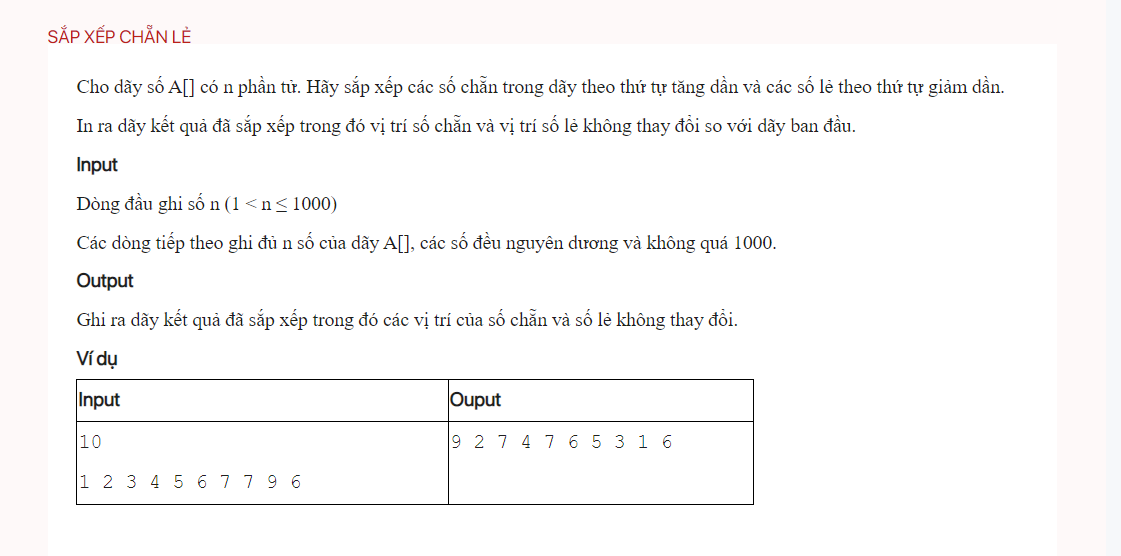 SẮP XẾP CHẴN LẺ
Cho dãy số A[] có n phần tử. Hãy sắp xếp các số chẵn trong dãy theo thứ tự tăng dần và các số lẻ theo thứ tự giảm dần.
In ra dãy kết quả đã sắp xếp trong đó vị trí số chẵn và vị trí số lẻ không thay đổi so với dãy ban đầu.
Input
Dòng đầu ghi số n (1 < n ≤ 1000)
Các dòng tiếp theo ghi đủ n số của dãy A[], các số đều nguyên dương và không quá 1000.
Output
Ghi ra dãy kết quả đã sắp xếp trong đó các vị trí của số chẵn và số lẻ không thay đổi.
Ví dụ
Input Ouput
10 9 2 7 4 7 6 5 3 1 6
1 2 3 4 5 6 7 7 9 6